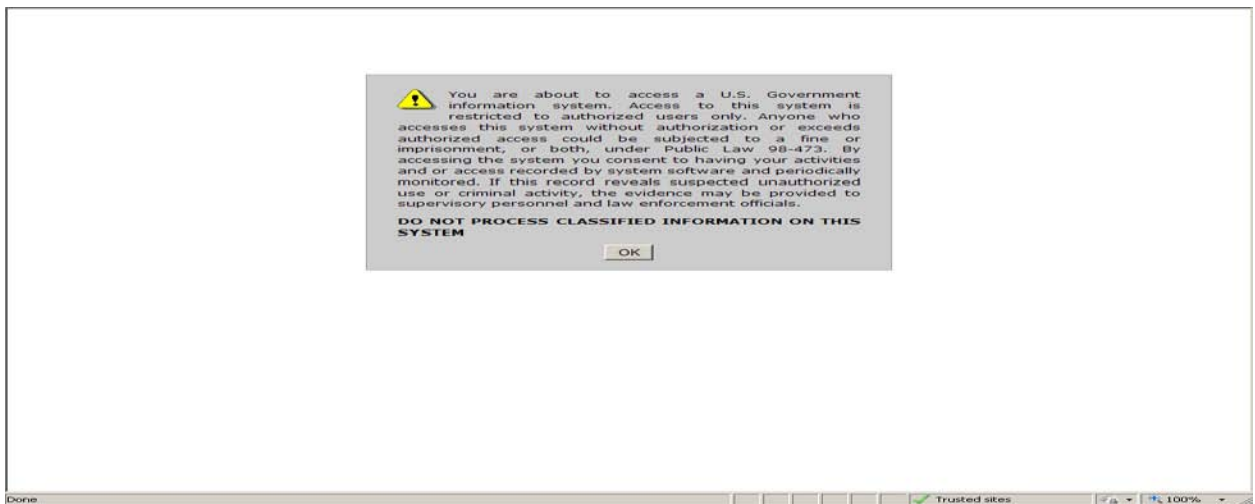 You are about to access a U.S. Government
information system. Access to this system is
restricted to authorized users only. Anyone who
accesses this system without authorization or exceeds
authorized access could be subjected to a fine or
imprisonment, or both, under Public Law 98-473. By
accessing the system you consent to having your activities
and or access recorded by system software and periodically
monitored. If this record reveals suspected unauthorized
use or criminal activity, the evidence may be provided to
supervisory personnel and law enforcement officials.
DO NOT PROCESS CLASSIFIED INFORMATION ON THIS
SYSTEM
OK
Done
Trusted sites
100%